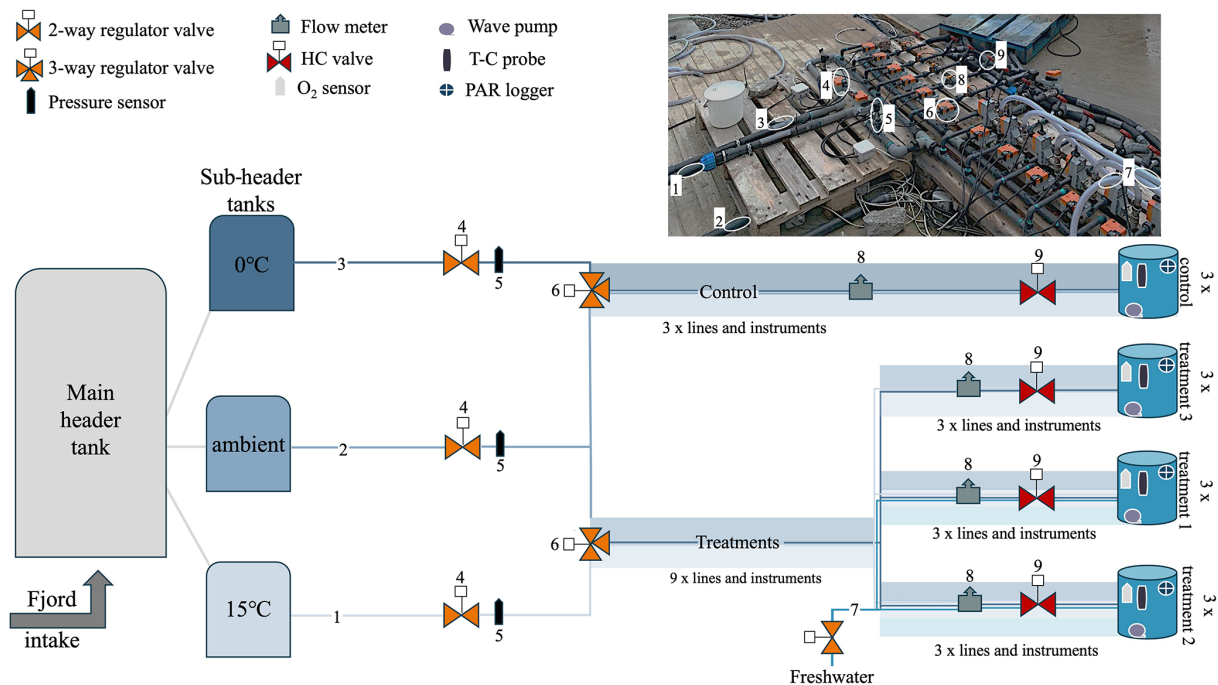 2-way regulator valve
3-way regulator valve
Pressure sensor
Flow meter
HC valve
O2 sensor
Wave pump
T-C probe
PAR logger
1
2
3
4
5
6
7
8
9
Sub-header
tanks
0°C
3
4
5
6
Control
8
9
3 x lines and instruments
3 x
control
Main
header
tank
ambient
2
4
5
8
9
3 x lines and instruments
3 x
treatment 3
8
9
3 x lines and instruments
3 x
treatment 1
6
Treatments
9 x lines and instruments
15°C
1
4
5
7
Freshwater
8
9
3 x lines and instruments
3 x
treatment 2
Fjord
intake